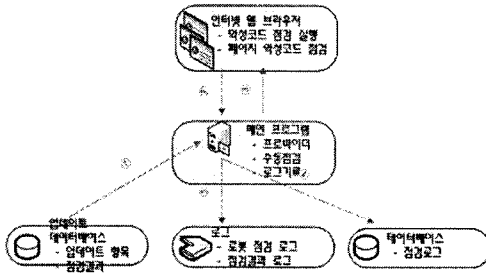 인터넷 웹 브라우저
- 악성코드 점검 실행
- 페이지 악성코드 점검
메인 프로그램
- 프로바이더
- 수동점검
- 로그기록
업데이트
데이터베이스
- 업데이트 항목
- 점검결과
로그
- 로봇 점검 로그
- 점검결과 로그
데이터베이스
- 점검로그